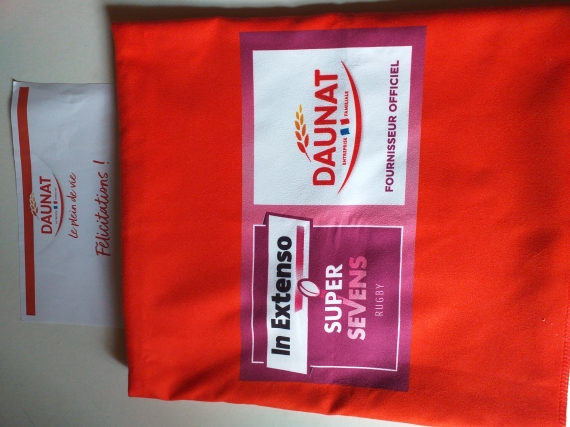 DAUNAT
Le plein de vie
Félicitations !
DAUNAT
ENTREPRISE FAMILIALE
FOURNISSEUR OFFICIEL
In Extenso
SUPER
SEVENS
RUGBY